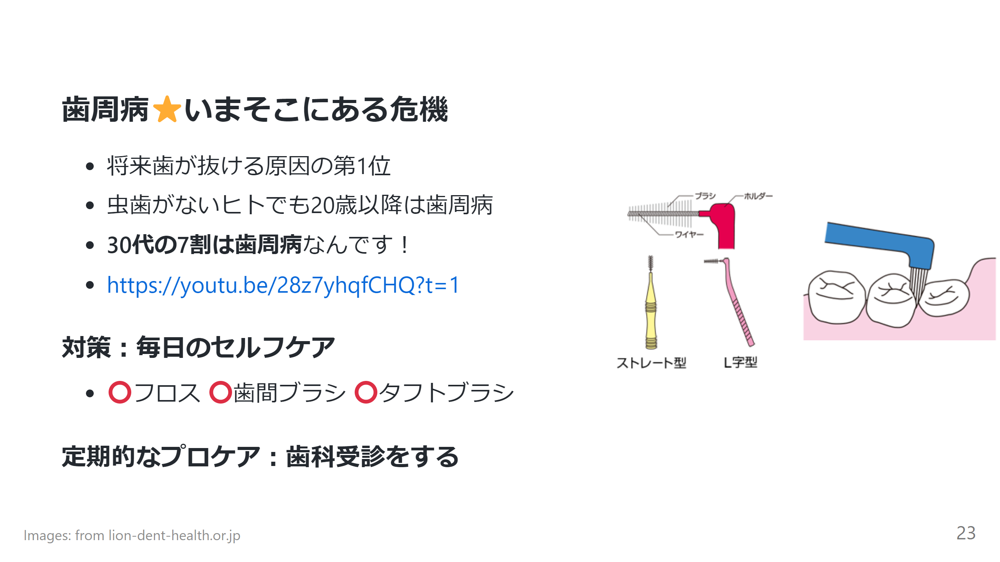 歯周病⭐いまそこにある危機
• 将来歯が抜ける原因の第1位
• 虫歯がないヒトでも20歳以降は歯周病
• 30代の7割は歯周病なんです！
• https://youtu.be/28z7yhqfCHQ?t=1
対策：毎日のセルフケア
• ⭕フロス ⭕歯間ブラシ ⭕タフトブラシ
定期的なプロケア：歯科受診をする
ブラシ
ホルダー
ワイヤー
ストレート型
L字型
Images: from lion-dent-health.or.jp
23